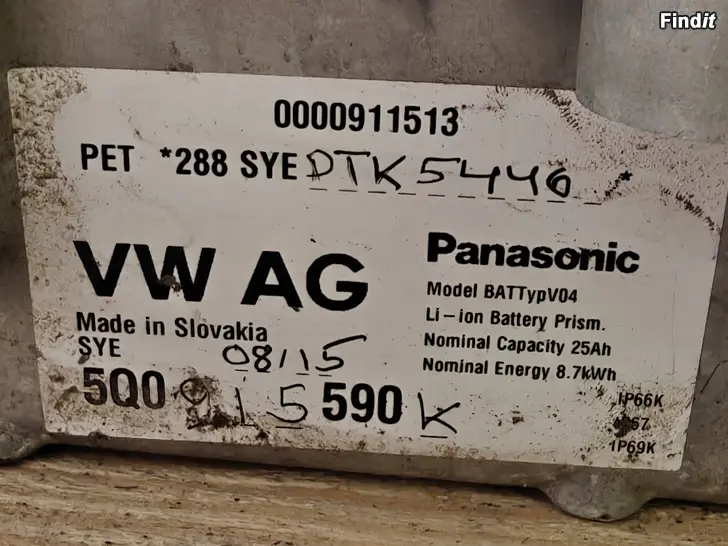 Findit
0000911513
PET *288 SYE DTK5446 *
VW AG
Made in Slovakia
SYE 08/15
5Q0 915 590 K
Panasonic
Model BATTypV04
Li-ion Battery Prism.
Nominal Capacity 25Ah
Nominal Energy 8.7kWh
IP66K
IP69K